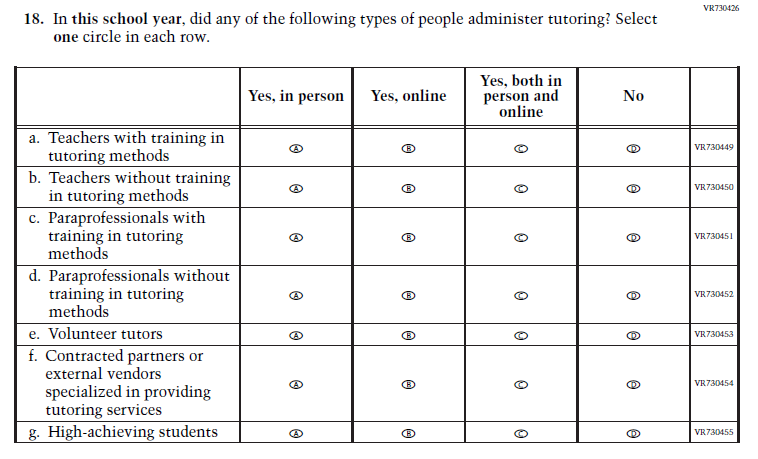 VR730426
18. In this school year, did any of the following types of people administer tutoring? Select
one circle in each row.
Yes, in person
Yes, online
Yes, both in
person and
online
No
a. Teachers with training in
tutoring methods
A B C D VR730449
b. Teachers without training
in tutoring methods
A B C D VR730450
c. Paraprofessionals with
training in tutoring
methods
A B C D VR730451
d. Paraprofessionals without
training in tutoring
methods
A B C D VR730452
e. Volunteer tutors
A B C D VR730453
f. Contracted partners or
external vendors
specialized in providing
tutoring services
A B C D VR730454
g. High-achieving students
A B C D VR730455